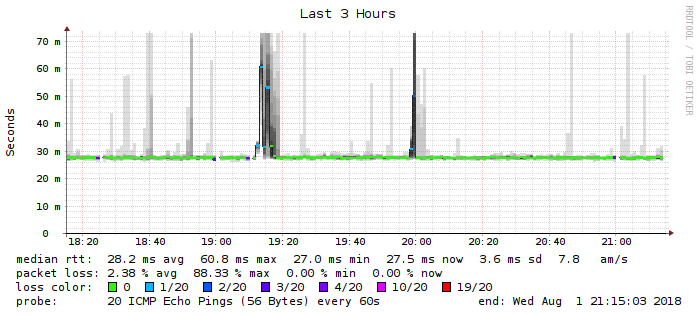 Last 3 Hours
RRDTOOL / TOBI OETIKER
Seconds
70 m
60 m
50 m
40 m
30 m
20 m
10 m
0
18:20 18:40 19:00 19:20 19:40 20:00 20:20 20:40 21:00
median rtt: 28.2 ms avg 60.8 ms max 27.0 ms min 27.5 ms now 3.6 ms sd 7.8 am/s
packet loss: 2.38 % avg 88.33 % max 0.00 % min 0.00 % now
loss color: 0 1/20 2/20 3/20 4/20 10/20 19/20
probe: 20 ICMP Echo Pings (56 Bytes) every 60s end: Wed Aug 1 21:15:03 2018